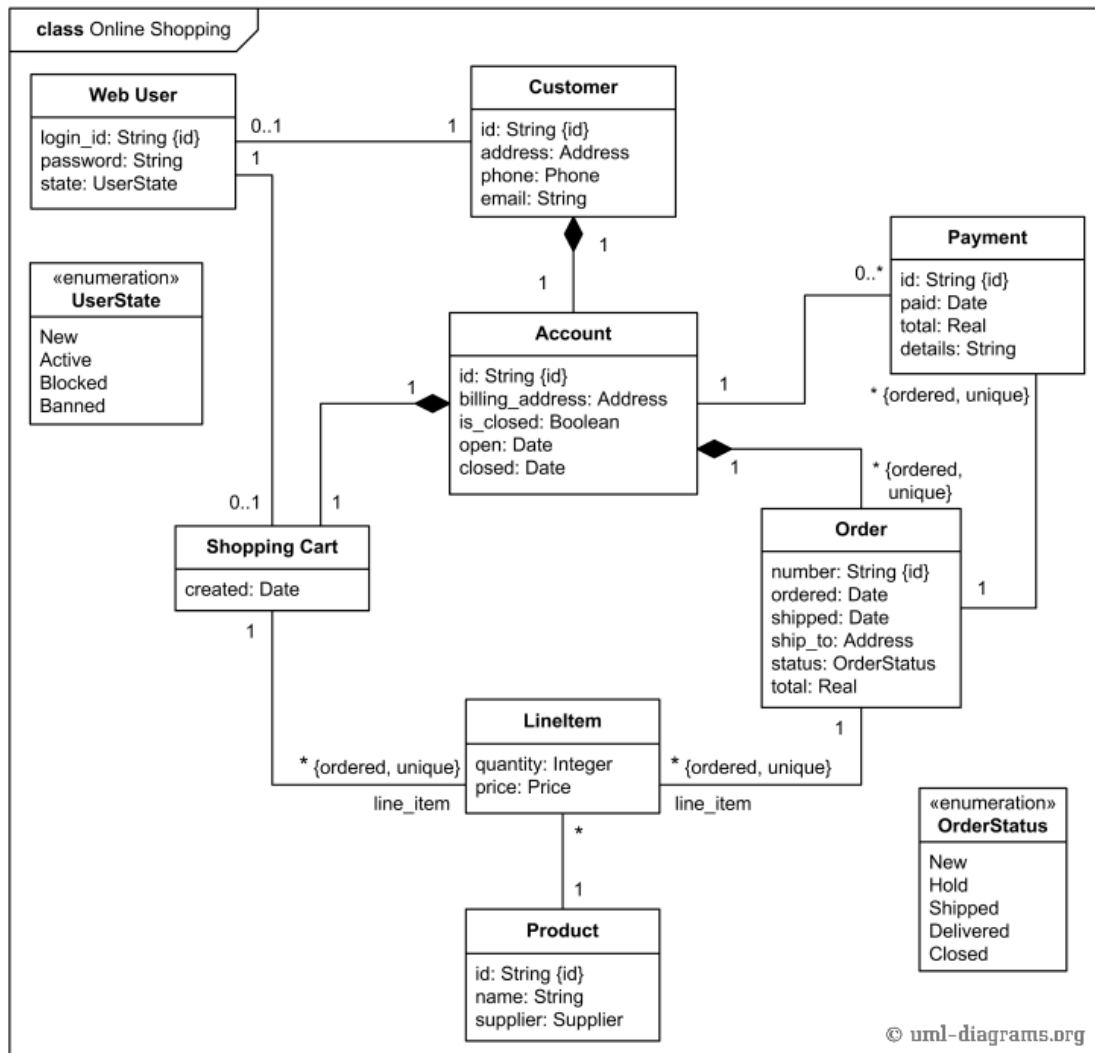 class Online Shopping
Web User
login_id: String {id}
password: String
state: UserState
0..1
1
1
Customer
id: String {id}
address: Address
phone: Phone
email: String
1
1
«enumeration»
UserState
New
Active
Blocked
Banned
Payment
id: String {id}
paid: Date
total: Real
details: String
0..*
* {ordered, unique}
Account
id: String {id}
billing_address: Address
is_closed: Boolean
open: Date
closed: Date
1
1
1
* {ordered,
unique}
0..1
1
Shopping Cart
created: Date
1
Order
number: String {id}
ordered: Date
shipped: Date
ship_to: Address
status: OrderStatus
total: Real
1
1
LineItem
quantity: Integer
price: Price
* {ordered, unique}
line_item
* {ordered, unique}
line_item
*
1
Product
id: String {id}
name: String
supplier: Supplier
«enumeration»
OrderStatus
New
Hold
Shipped
Delivered
Closed
© uml-diagrams.org